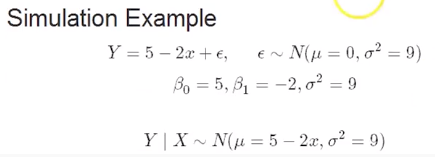 Simulation Example
Y = 5 − 2x + ϵ,   ϵ ∼ N(μ = 0, σ² = 9)
β₀ = 5, β₁ = −2, σ² = 9
Y | X ∼ N(μ = 5 − 2x, σ² = 9)